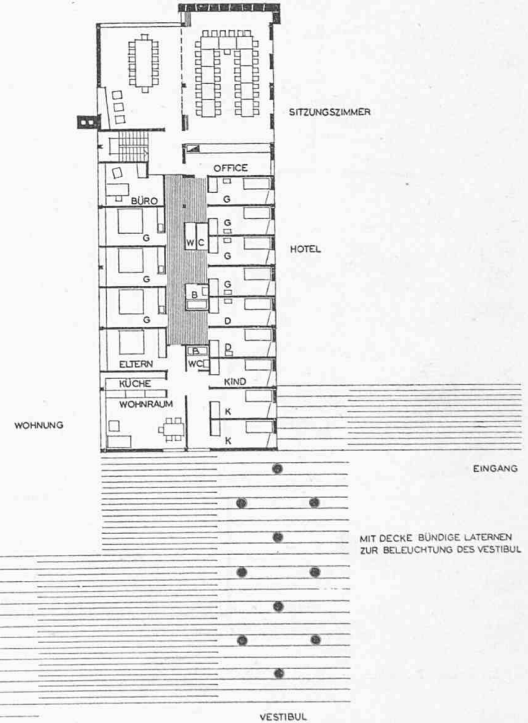 SITZUNGSZIMMER
OFFICE
BÜRO
G
G
G
W C
G
HOTEL
G
G
B
G
G
D
D
ELTERN
B
WC
KÜCHE
KIND
WOHNRAUM
K
WOHNUNG
K
EINGANG
MIT DECKE BÜNDIGE LATERNEN
ZUR BELEUCHTUNG DES VESTIBUL
VESTIBUL